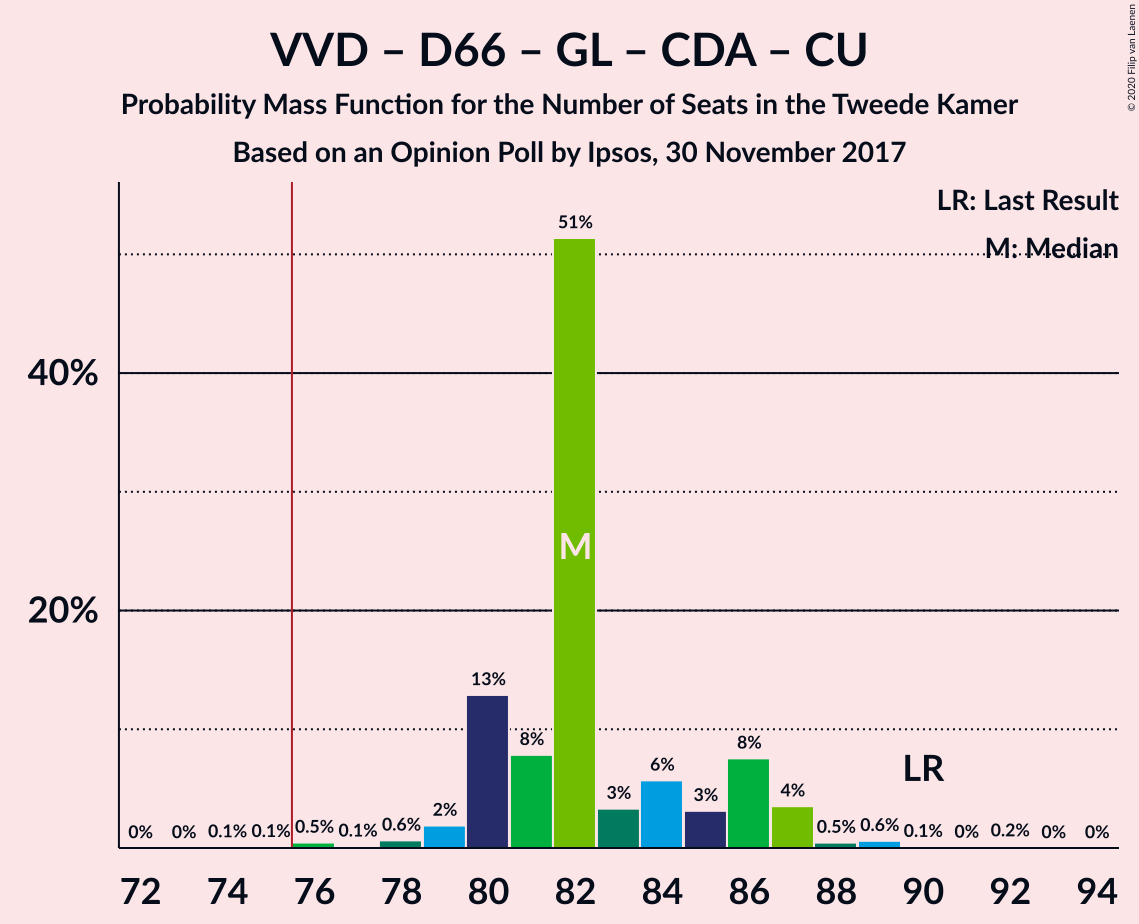 VVD – D66 – GL – CDA – CU
Probability Mass Function for the Number of Seats in the Tweede Kamer
Based on an Opinion Poll by Ipsos, 30 November 2017
© 2020 Filip van Laenen
LR: Last Result
M: Median
40%
20%
0%
0%
0.1%
0.1%
0.5%
0.1%
0.6%
2%
13%
8%
51%
3%
6%
3%
8%
4%
0.5%
0.6%
0.1%
0%
0.2%
0%
0%
M
LR
72 74 76 78 80 82 84 86 88 90 92 94